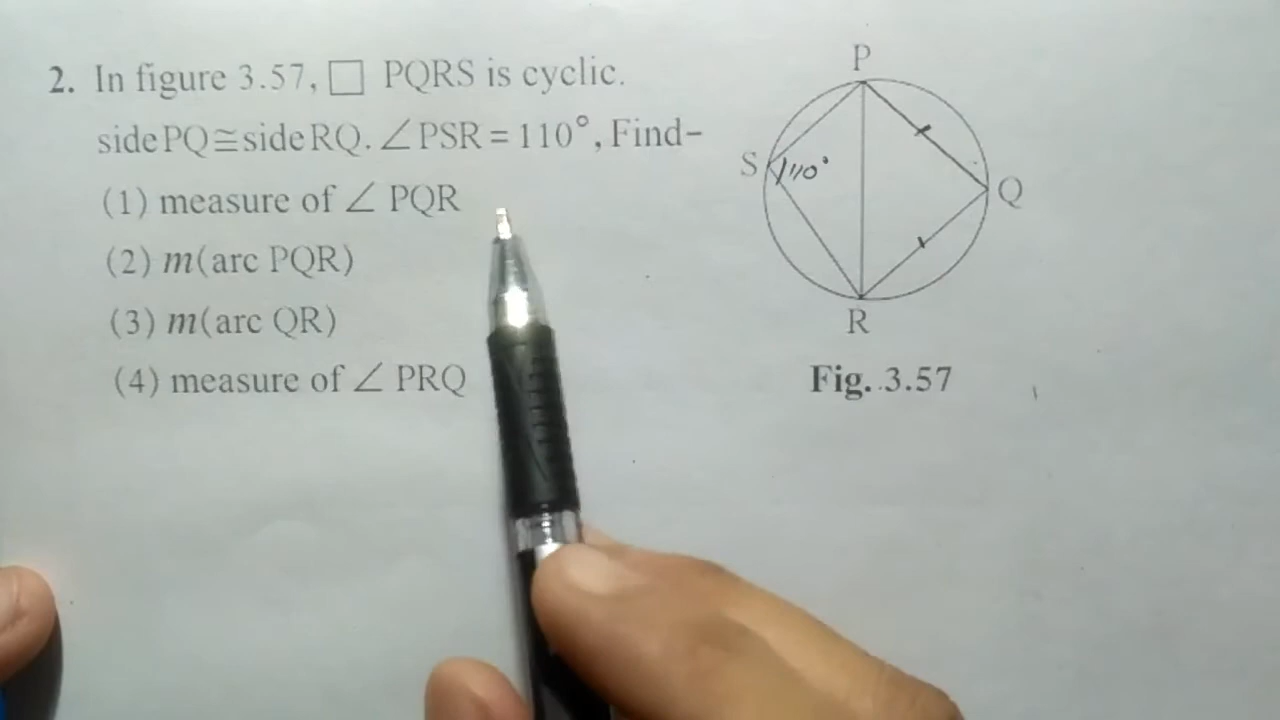 2. In figure 3.57, □ PQRS is cyclic.
side PQ ≅ side RQ. ∠PSR = 110°, Find-
(1) measure of ∠ PQR
(2) m(arc PQR)
(3) m(arc QR)
(4) measure of ∠ PRQ
P
S
110°
Q
R
Fig. 3.57